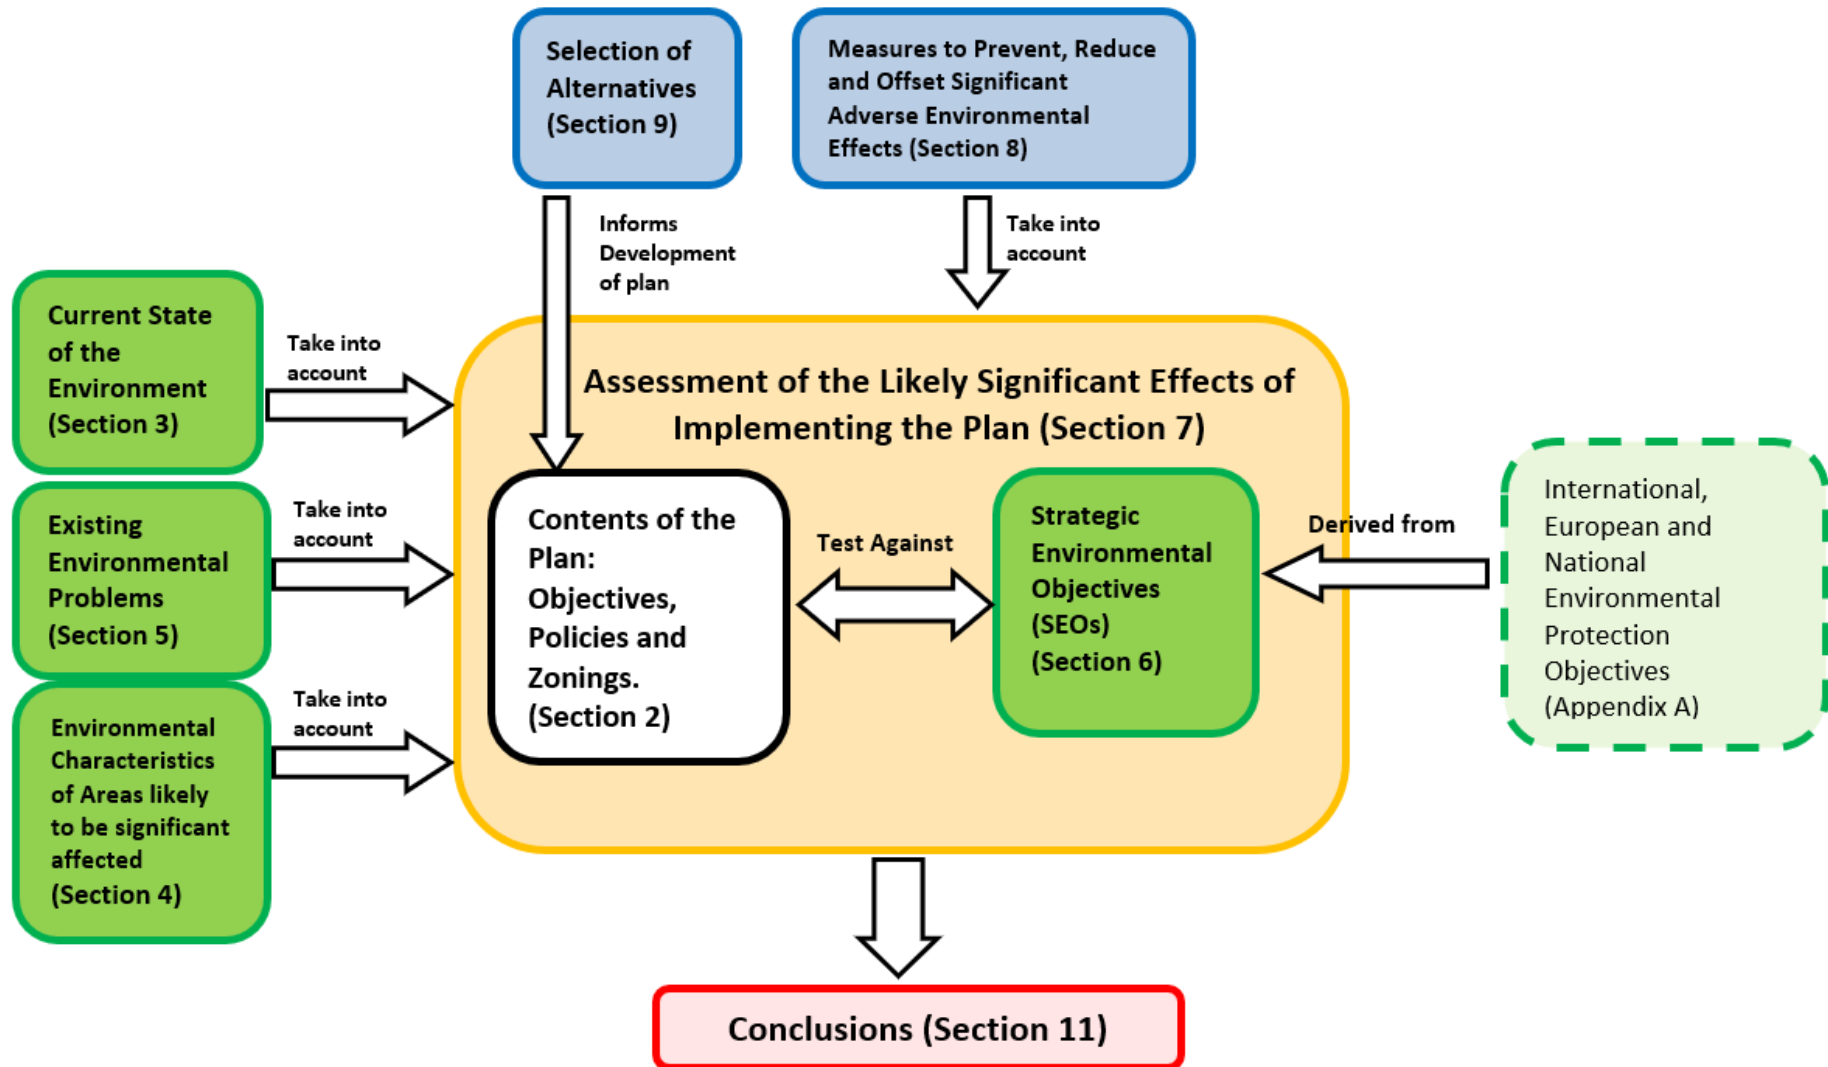 Selection of
Alternatives
(Section 9)
Measures to Prevent, Reduce
and Offset Significant
Adverse Environmental
Effects (Section 8)
Informs
Development
of plan
Take into
account
Current State
of the
Environment
(Section 3)
Take into
account
Existing
Environmental
Problems
(Section 5)
Take into
account
Environmental
Characteristics
of Areas likely
to be significant
affected
(Section 4)
Take into
account
Assessment of the Likely Significant Effects of
Implementing the Plan (Section 7)
Contents of the
Plan:
Objectives,
Policies and
Zonings.
(Section 2)
Test Against
Strategic
Environmental
Objectives
(SEOs)
(Section 6)
Derived from
International,
European and
National
Environmental
Protection
Objectives
(Appendix A)
Conclusions (Section 11)